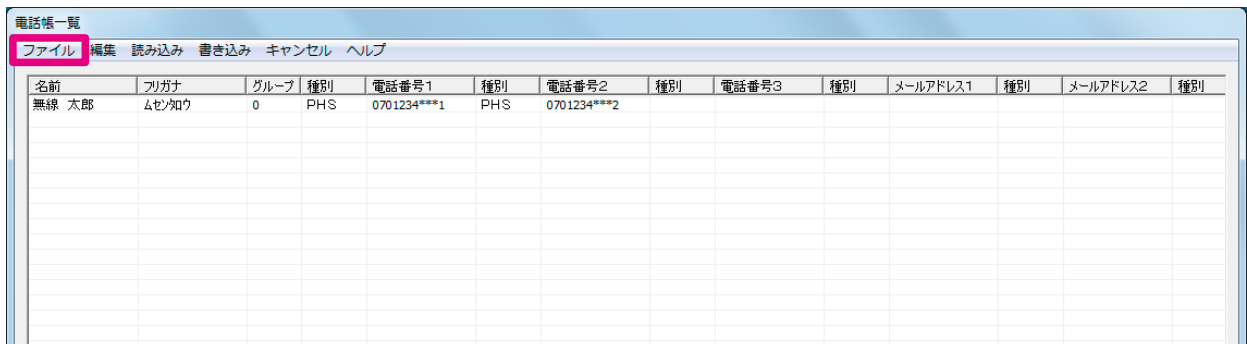 電話帳一覧
ファイル 編集 読み込み 書き込み キャンセル ヘルプ
名前 フリガナ グループ 種別 電話番号1 種別 電話番号2 種別 電話番号3 種別 メールアドレス1 種別 メールアドレス2 種別
無線 太郎 ムセンタロウ 0 PHS 0701234***1 PHS 0701234***2